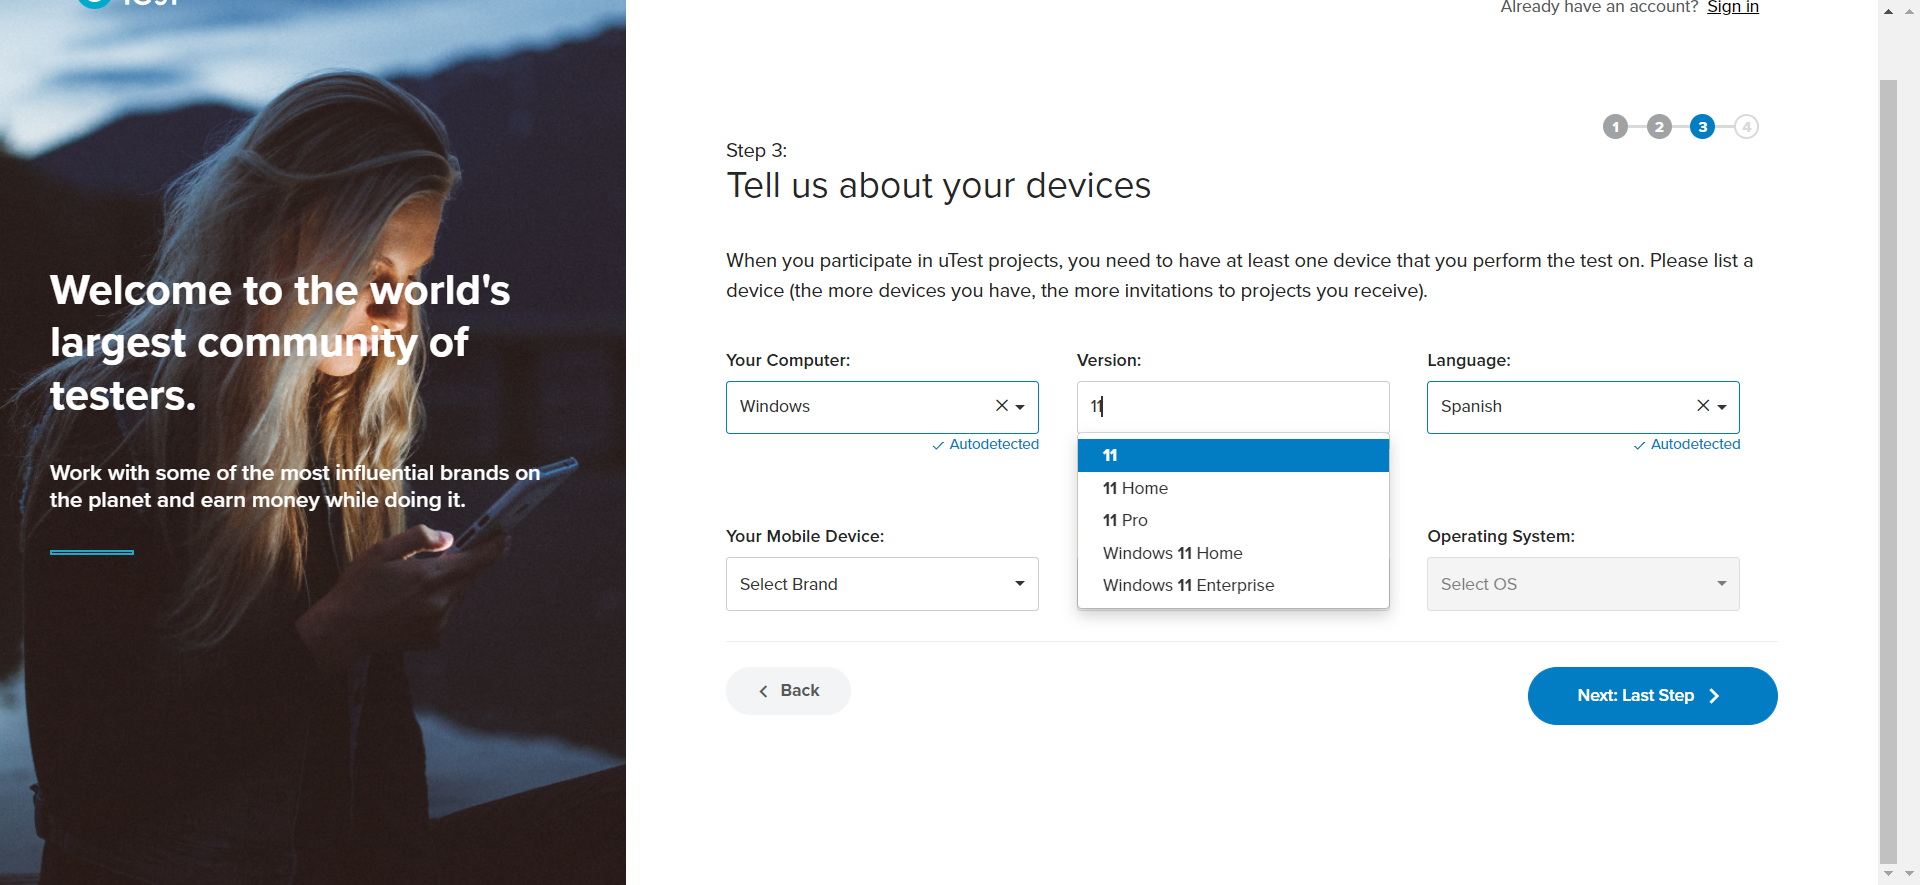 Already have an account? Sign in
1 2 3 4
Step 3:
Tell us about your devices
When you participate in uTest projects, you need to have at least one device that you perform the test on. Please list a
device (the more devices you have, the more invitations to projects you receive).
Welcome to the world's
largest community of
testers.
Work with some of the most influential brands on
the planet and earn money while doing it.
Your Computer:
Windows
Autodetected
Version:
11
11
11 Home
11 Pro
Windows 11 Home
Windows 11 Enterprise
Language:
Spanish
Autodetected
Your Mobile Device:
Select Brand
Operating System:
Select OS
Back
Next: Last Step